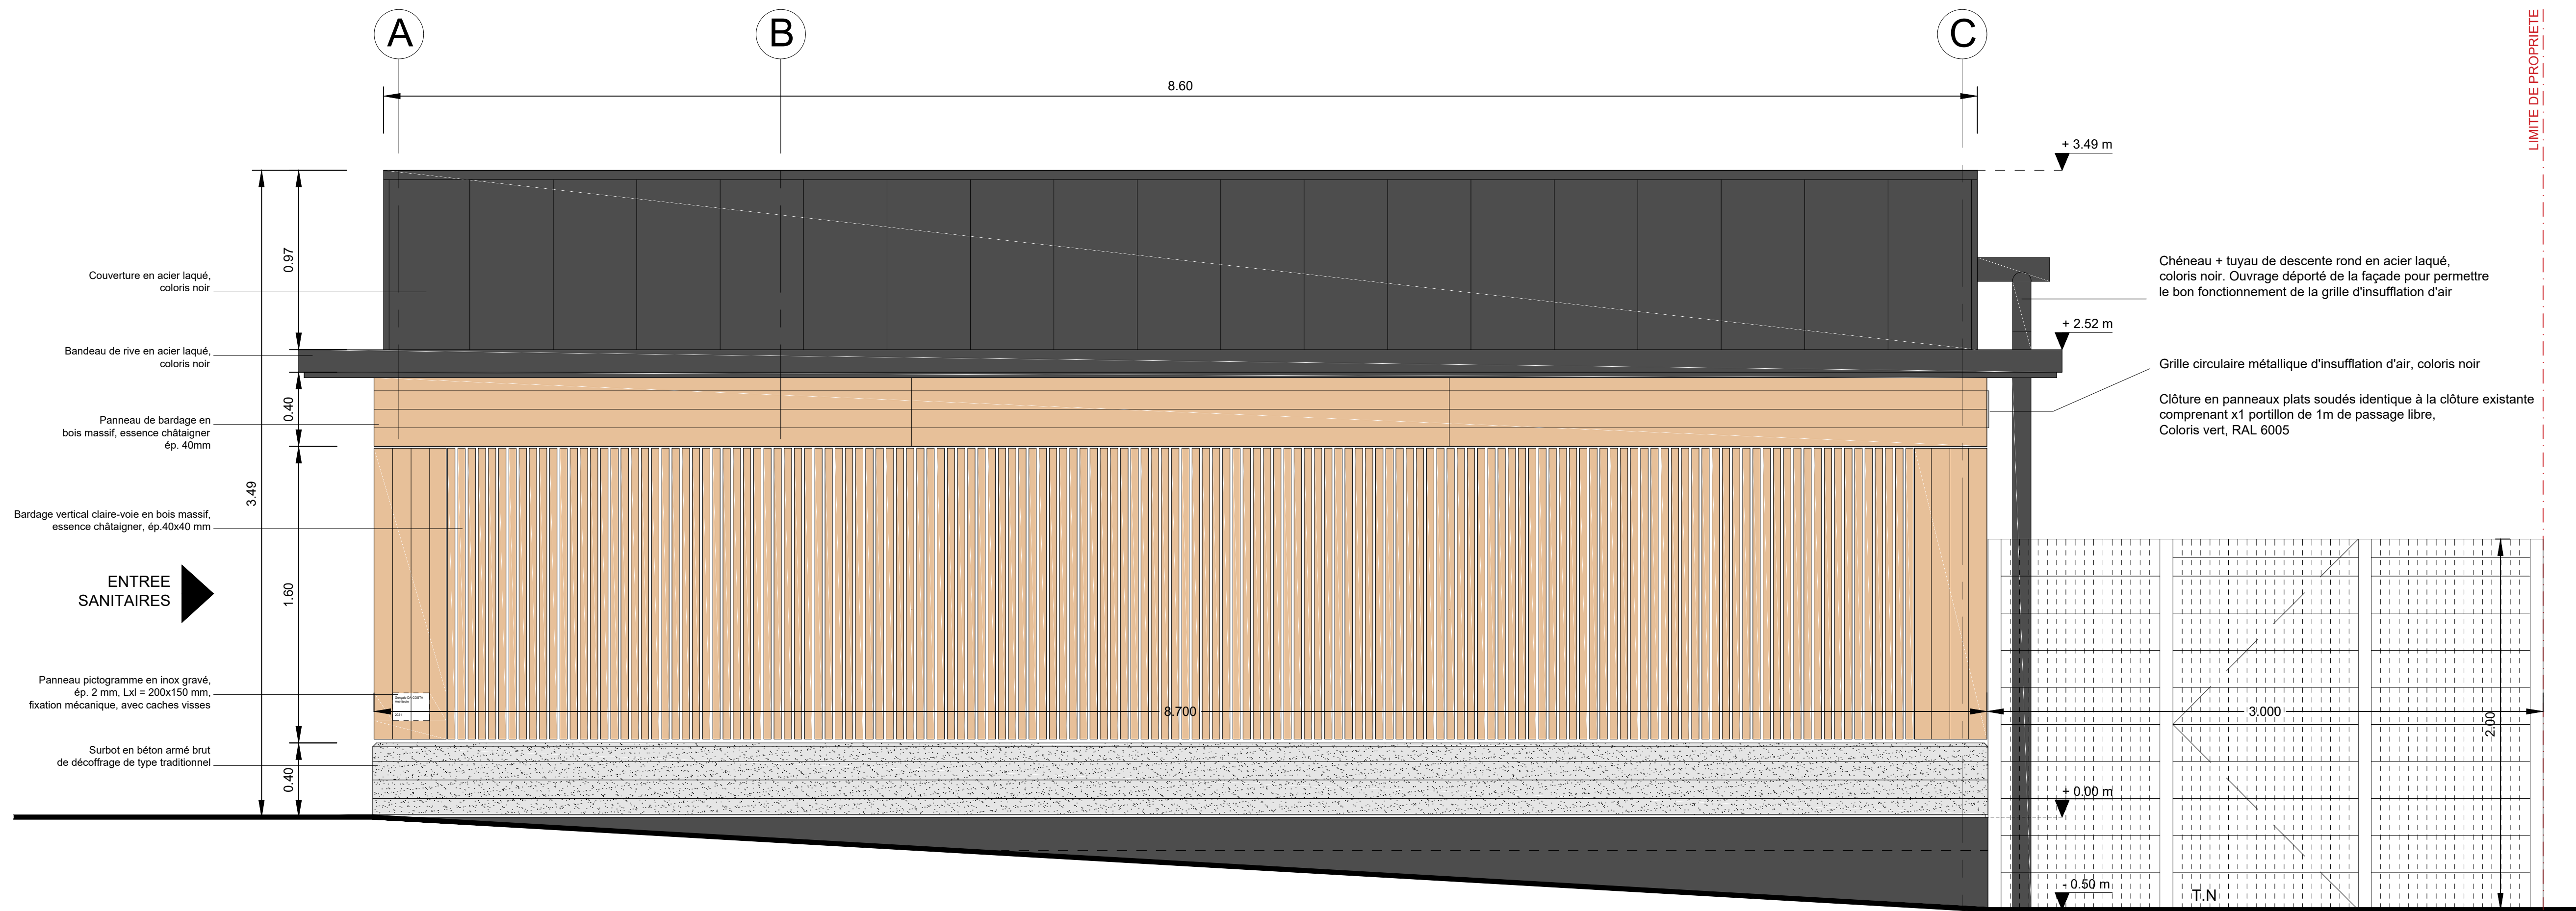 A
B
C
LIMITE DE PROPRIETE
8.60
+ 3.49 m
0.97
Couverture en acier laqué,
coloris noir
Chéneau + tuyau de descente rond en acier laqué,
coloris noir. Ouvrage déporté de la façade pour permettre
le bon fonctionnement de la grille d'insufflation d'air
+ 2.52 m
Bandeau de rive en acier laqué,
coloris noir
Grille circulaire métallique d'insufflation d'air, coloris noir
0.40
Clôture en panneaux plats soudés identique à la clôture existante
comprenant x1 portillon de 1m de passage libre,
Coloris vert, RAL 6005
Panneau de bardage en
bois massif, essence châtaigner
ép. 40mm
3.49
Bardage vertical claire-voie en bois massif,
essence châtaigner, ép.40x40 mm
ENTREE
SANITAIRES
1.60
Panneau pictogramme en inox gravé,
ép. 2 mm, Lxl = 200x150 mm,
fixation mécanique, avec caches visses
Architecte
2021
8.700
3.000
2.00
Surbot en béton armé brut
de décoffrage de type traditionnel
0.40
+ 0.00 m
- 0.50 m
T.N